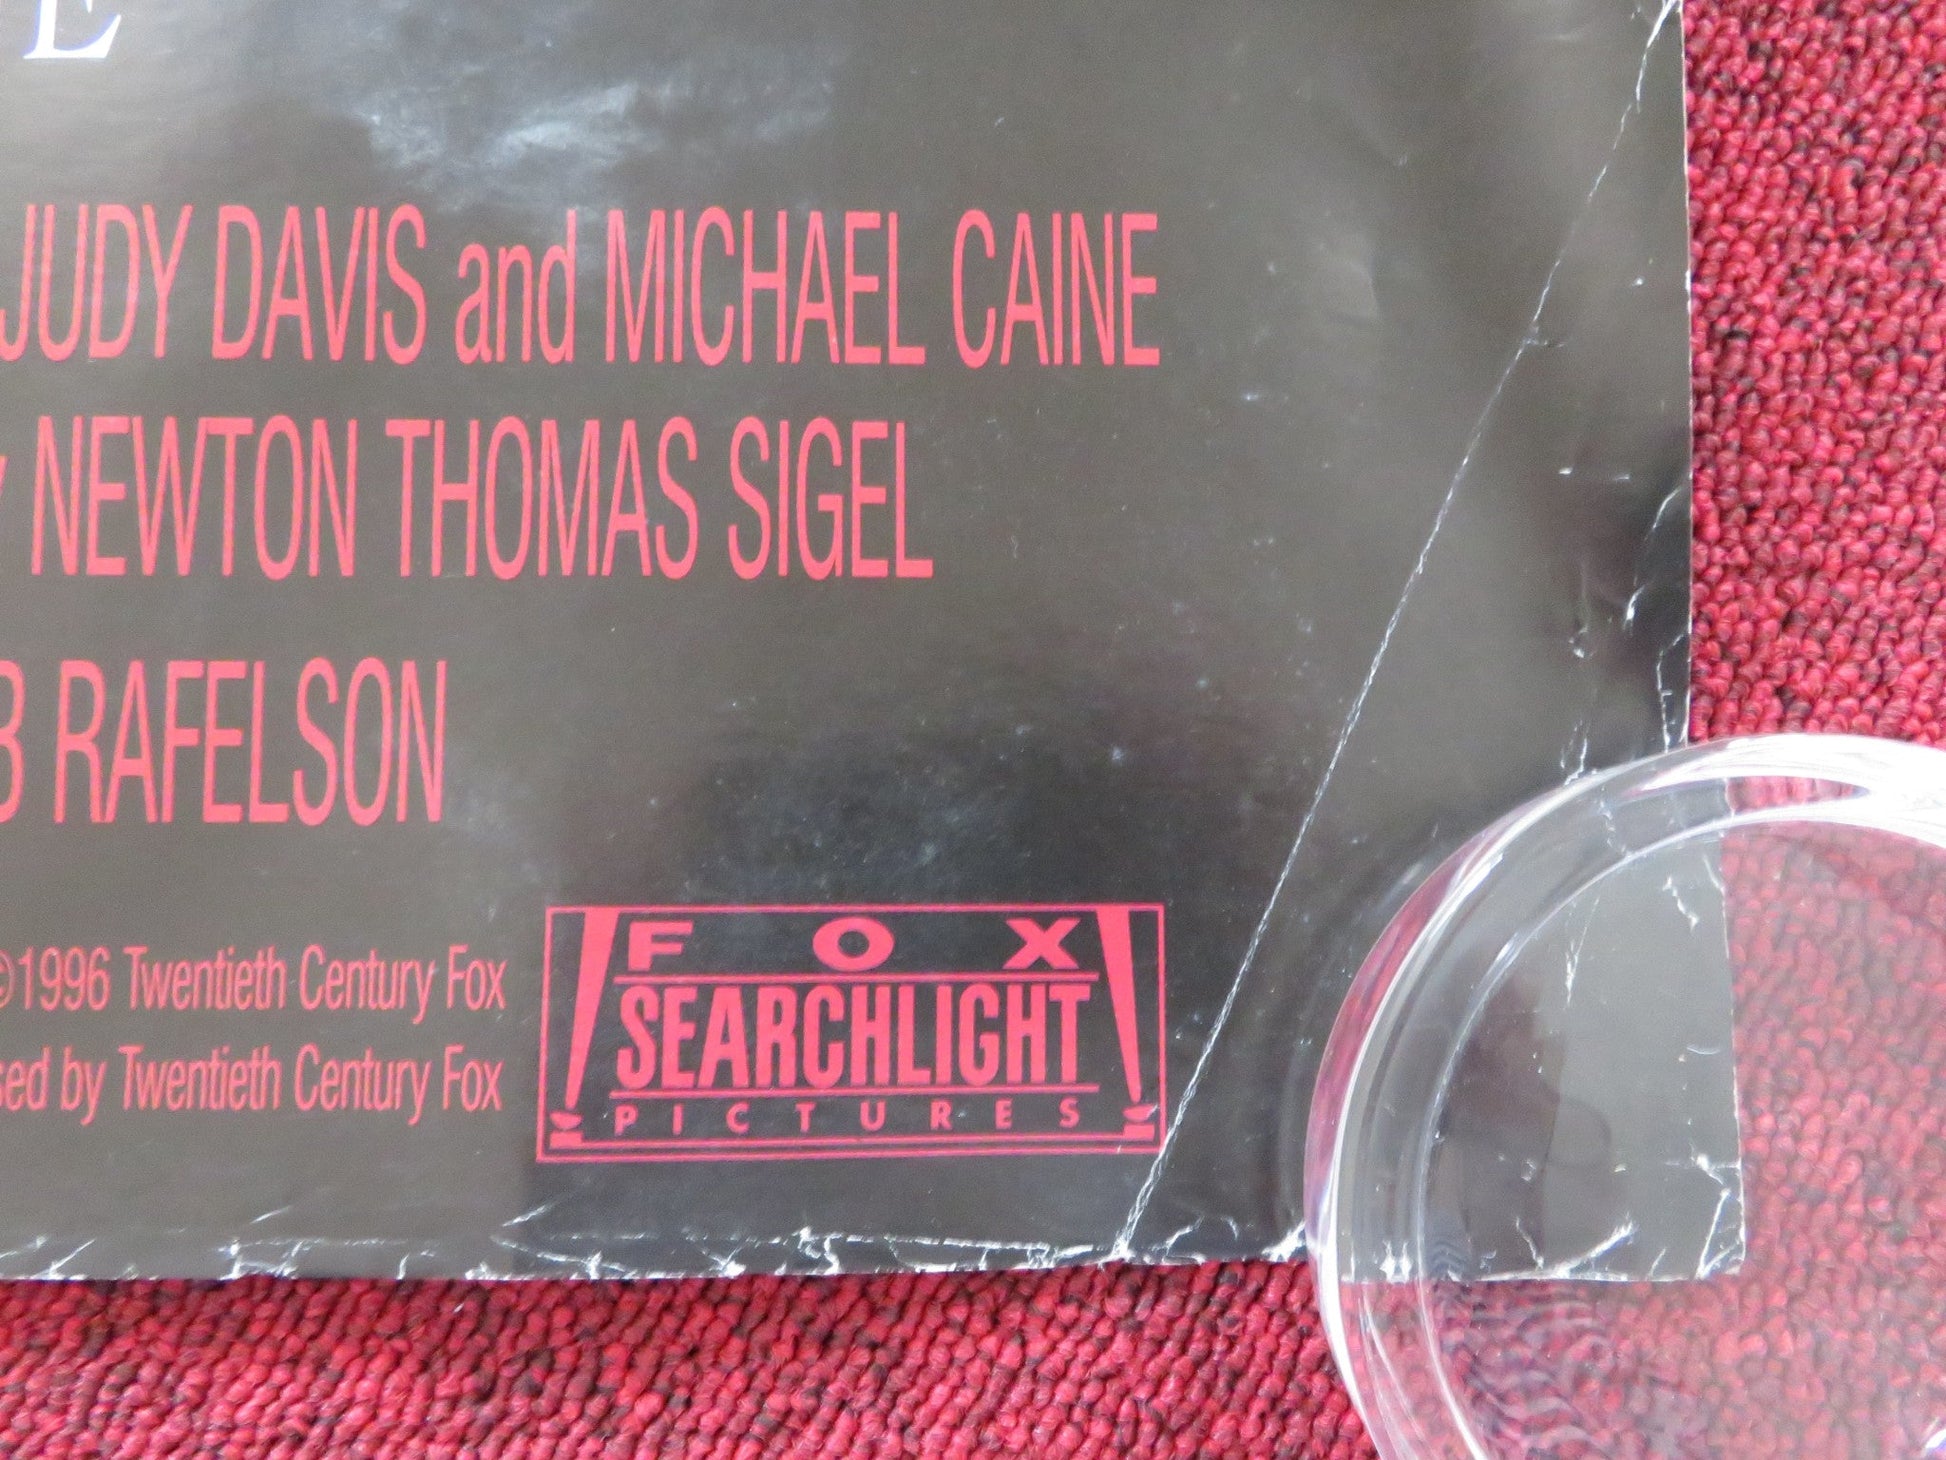 E
JUDY DAVIS and MICHAEL CAINE
NEWTON THOMAS SIGEL
B RAFELSON
©1996 Twentieth Century Fox
sed by Twentieth Century Fox
FOX
SEARCHLIGHT
PICTURES